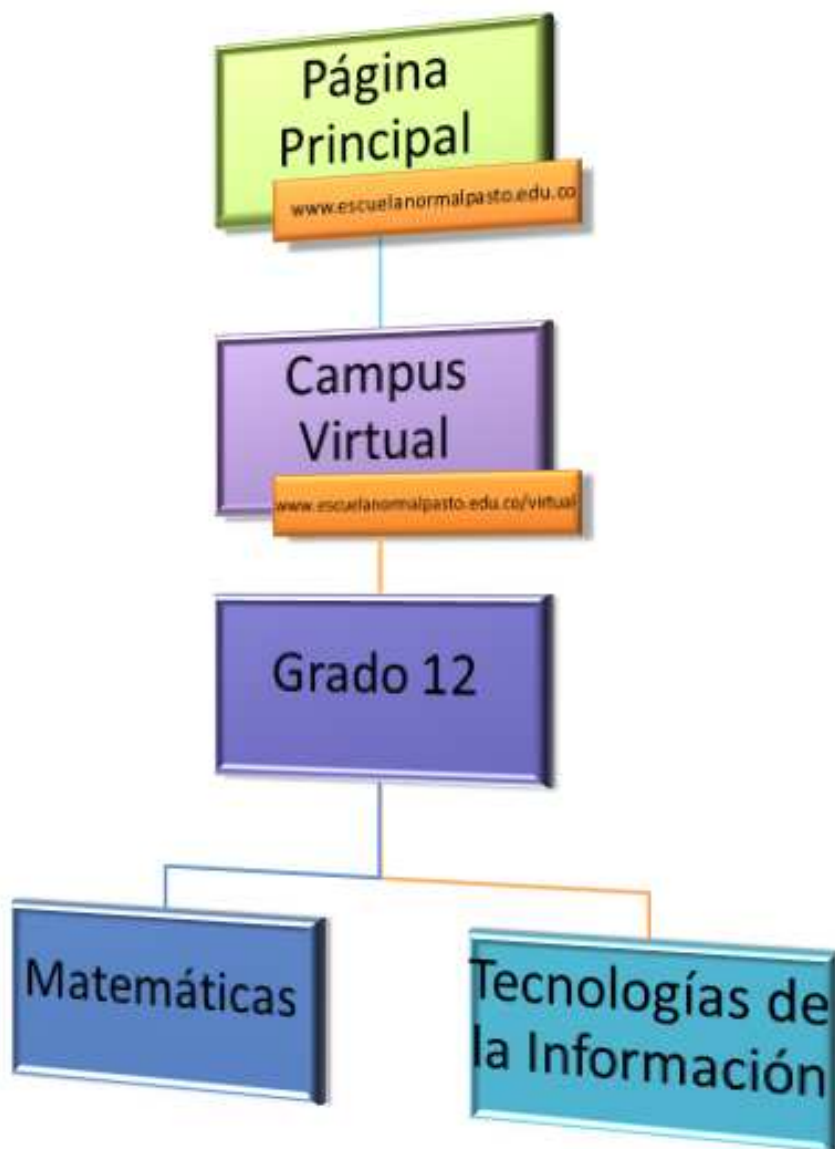 Página
Principal
www.escuelanormalpasto.edu.co
Campus
Virtual
www.escuelanormalpasto.edu.co/virtual
Grado 12
Matemáticas
Tecnologías de
la Información